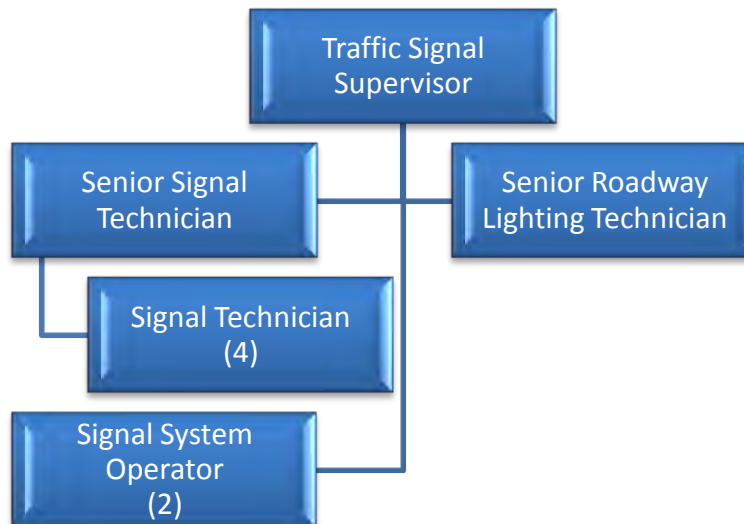 Traffic Signal
Supervisor
Senior Signal
Technician
Senior Roadway
Lighting Technician
Signal Technician
(4)
Signal System
Operator
(2)